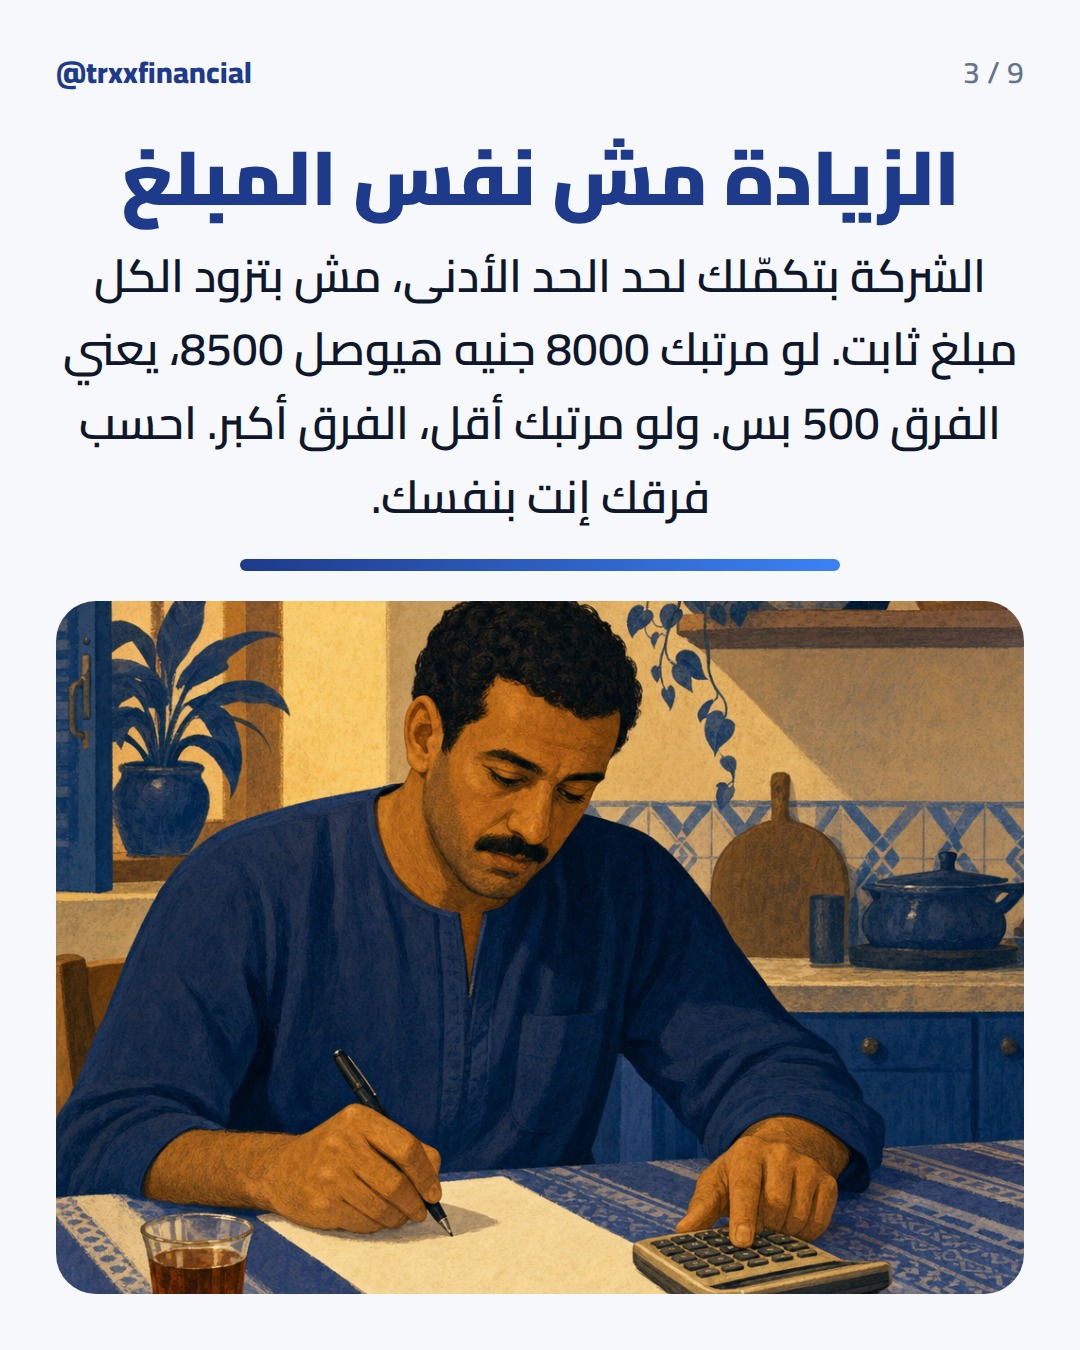 @trxxfinancial
3 / 9
الزيادة مش نفس المبلغ
الشركة بتكمّلك لحد الحد الأدنى، مش بتزود الكل
مبلغ ثابت. لو مرتبك 8000 جنيه هيوصل 8500، يعني
الفرق 500 بس. ولو مرتبك أقل، الفرق أكبر. احسب
فرقك إنت بنفسك.